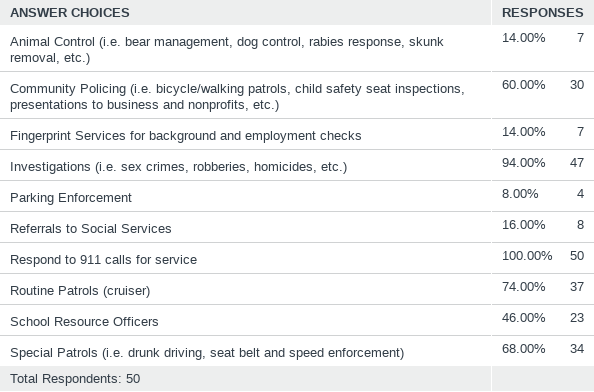 ANSWER CHOICES RESPONSES
Animal Control (i.e. bear management, dog control, rabies response, skunk 14.00% 7
removal, etc.)
Community Policing (i.e. bicycle/walking patrols, child safety seat inspections, 60.00% 30
presentations to business and nonprofits, etc.)
Fingerprint Services for background and employment checks 14.00% 7
Investigations (i.e. sex crimes, robberies, homicides, etc.) 94.00% 47
Parking Enforcement 8.00% 4
Referrals to Social Services 16.00% 8
Respond to 911 calls for service 100.00% 50
Routine Patrols (cruiser) 74.00% 37
School Resource Officers 46.00% 23
Special Patrols (i.e. drunk driving, seat belt and speed enforcement) 68.00% 34
Total Respondents: 50